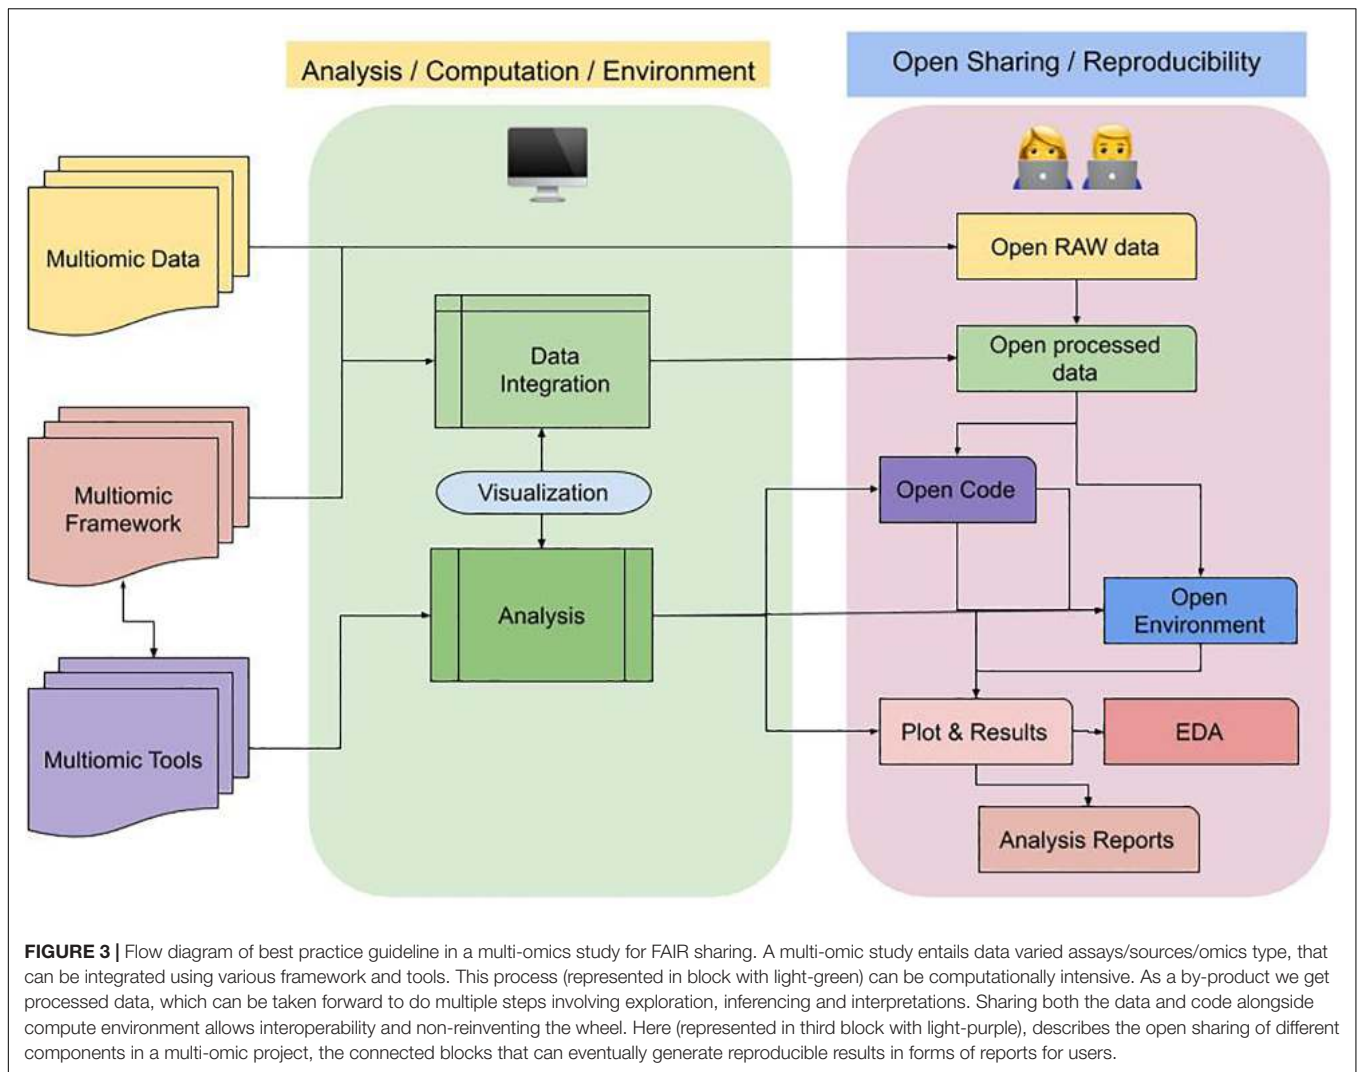 Analysis / Computation / Environment
Open Sharing / Reproducibility
Multiomic Data
Open RAW data
Data
Integration
Open processed
data
Multiomic
Framework
Visualization
Open Code
Analysis
Open
Environment
Multiomic Tools
Plot & Results
EDA
Analysis Reports
FIGURE 3 | Flow diagram of best practice guideline in a multi-omics study for FAIR sharing. A multi-omic study entails data varied assays/sources/omics type, that
can be integrated using various framework and tools. This process (represented in block with light-green) can be computationally intensive. As a by-product we get
processed data, which can be taken forward to do multiple steps involving exploration, inferencing and interpretations. Sharing both the data and code alongside
compute environment allows interoperability and non-reinventing the wheel. Here (represented in third block with light-purple), describes the open sharing of different
components in a multi-omic project, the connected blocks that can eventually generate reproducible results in forms of reports for users.